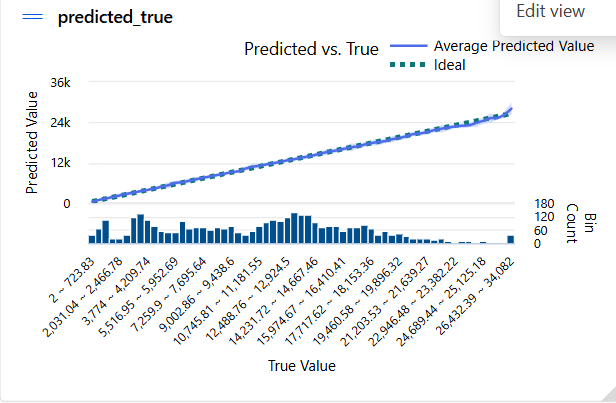 Edit view
predicted_true
Predicted vs. True
Average Predicted Value
Ideal
Predicted Value
36k
24k
12k
0
180
120
60
0
Bin
Count
2 ~ 723.83
2,031.04 ~ 2,466.78
3,774 ~ 4,209.74
5,516.95 ~ 5,952.69
7,259.9 ~ 7,695.64
9,002.86 ~ 9,438.6
10,745.81 ~ 11,181.55
12,488.76 ~ 12,924.5
14,231.72 ~ 14,667.46
15,974.67 ~ 16,410.41
17,717.62 ~ 18,153.36
19,460.58 ~ 19,896.32
21,203.53 ~ 21,639.27
22,946.48 ~ 23,382.22
24,689.44 ~ 25,125.18
26,432.39 ~ 34,082
True Value